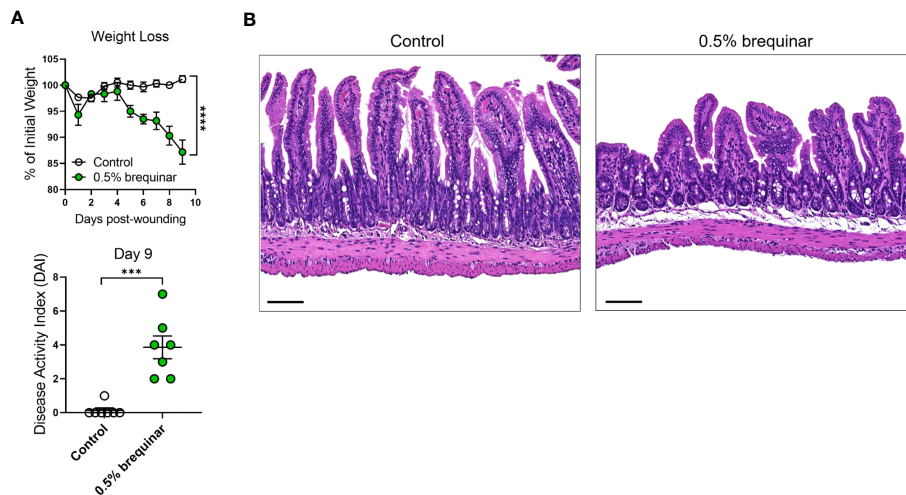 A
Weight Loss
105
100
95
90
85
80
% of Initial Weight
Control
0.5% brequinar
****
0 2 4 6 8 10
Days post-wounding
Day 9
***
8
6
4
2
0
Disease Activity Index (DAI)
Control
0.5% brequinar
B
Control
0.5% brequinar